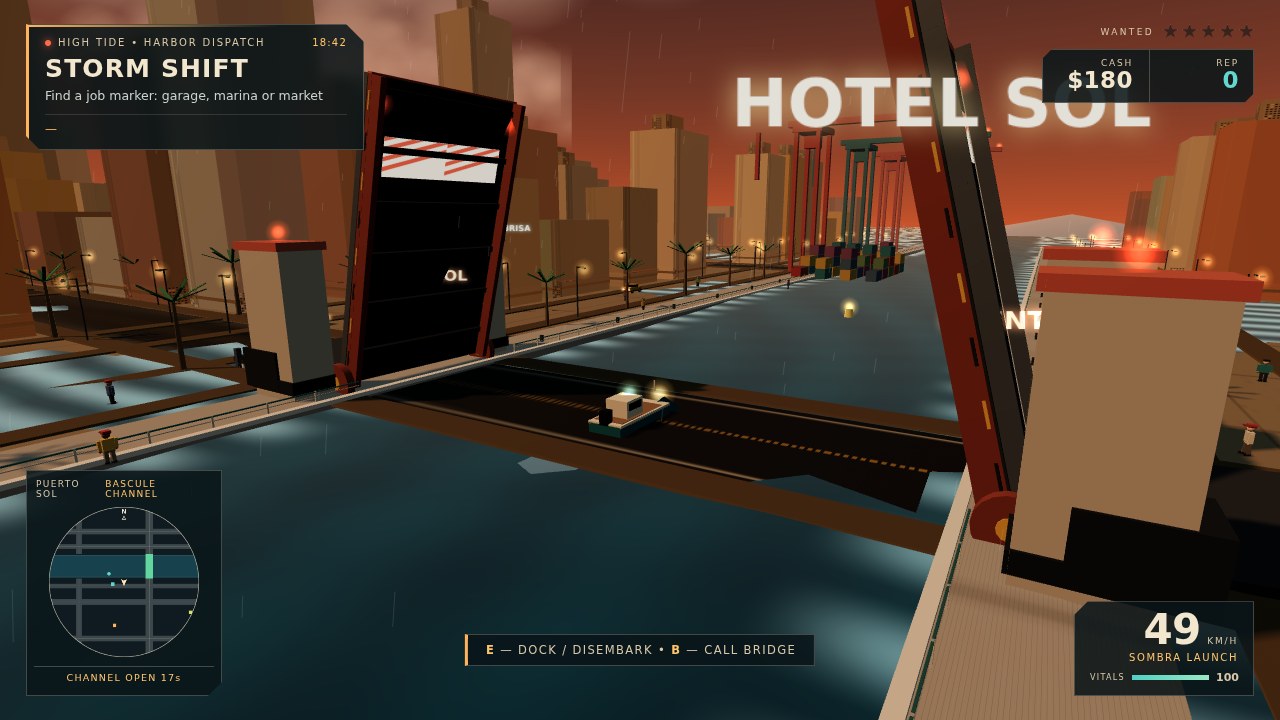 HIGH TIDE • HARBOR DISPATCH 18:42
STORM SHIFT
Find a job marker: garage, marina or market
—
WANTED ★★★★★
CASH REP
$180 0
HOTEL SOL
BRISA
OL
NT
PUERTO SOL BASCULE CHANNEL
N
CHANNEL OPEN 17s
E — DOCK / DISEMBARK • B — CALL BRIDGE
49 KM/H
SOMBRA LAUNCH
VITALS 100